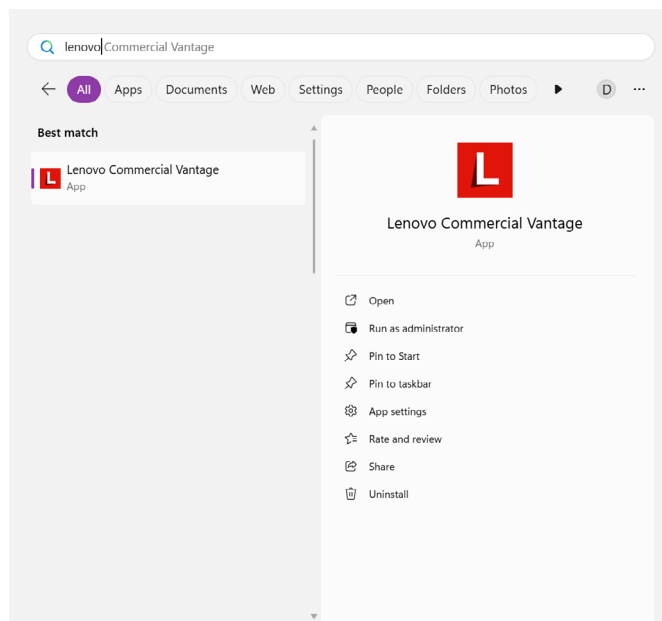 lenovo Commercial Vantage
All Apps Documents Web Settings People Folders Photos D
Best match
Lenovo Commercial Vantage
App
L
Lenovo Commercial Vantage
App
Open
Run as administrator
Pin to Start
Pin to taskbar
App settings
Rate and review
Share
Uninstall